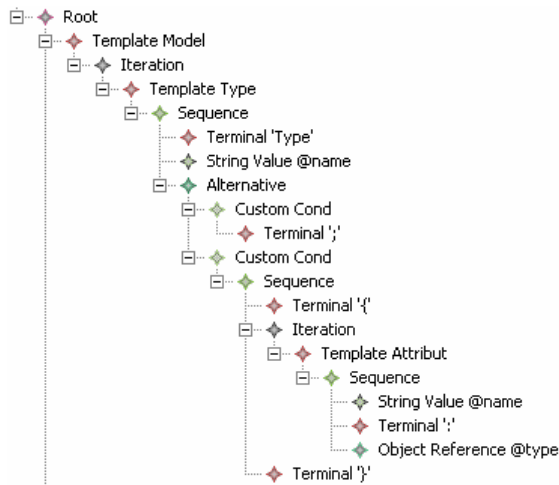 Root
Template Model
Iteration
Template Type
Sequence
Terminal 'Type'
String Value @name
Alternative
Custom Cond
Terminal ';'
Custom Cond
Sequence
Terminal '{'
Iteration
Template Attribut
Sequence
String Value @name
Terminal ':'
Object Reference @type
Terminal '}'